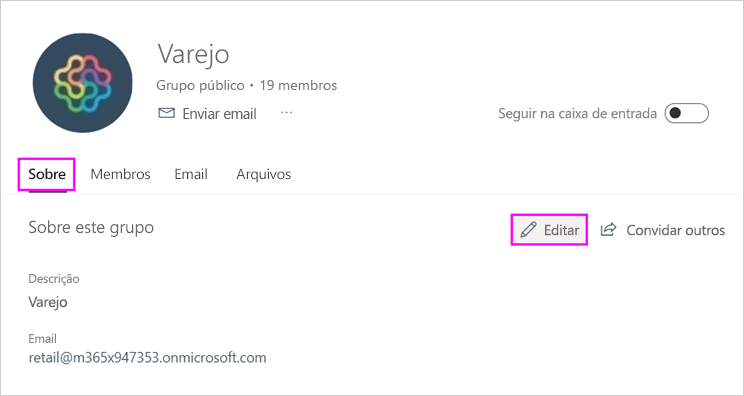 Varejo
Grupo público • 19 membros
Enviar email ...
Seguir na caixa de entrada
Sobre Membros Email Arquivos
Sobre este grupo
Editar Convidar outros
Descrição
Varejo
Email
retail@m365x947353.onmicrosoft.com